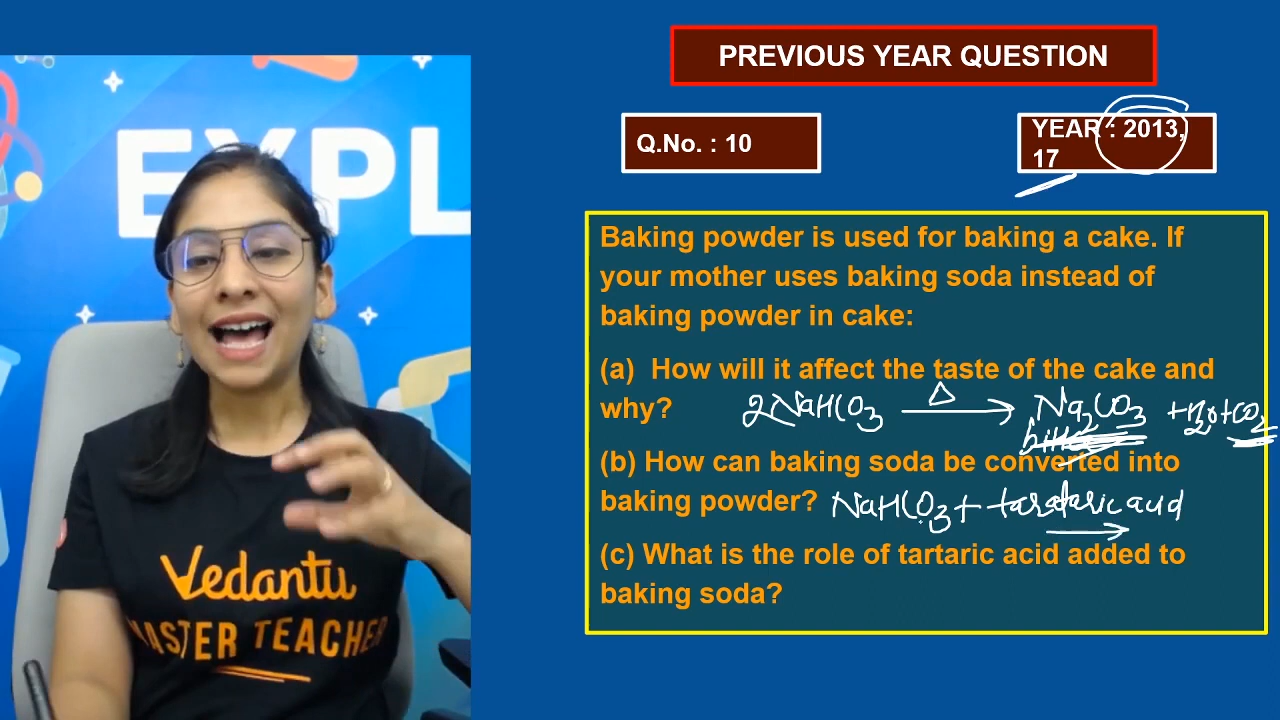 EXPL
Vedantu
MASTER TEACHER
PREVIOUS YEAR QUESTION
Q.No. : 10
YEAR : 2013,
17
Baking powder is used for baking a cake. If
your mother uses baking soda instead of
baking powder in cake:
(a) How will it affect the taste of the cake and
why? 2NaHCO3 Δ → Na2CO3 + H2O + CO2
(b) How can baking soda be converted into
baking powder? NaHCO3 + tarataric acid →
(c) What is the role of tartaric acid added to
baking soda?